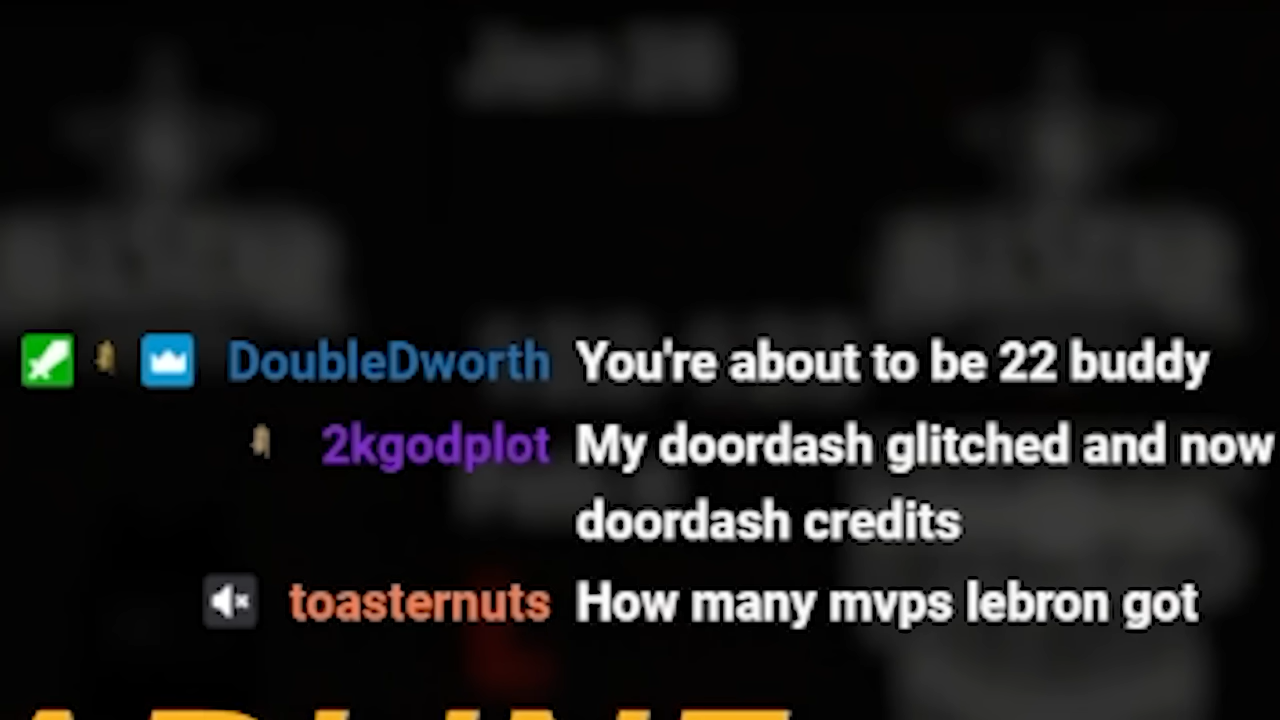 DoubleDworth You're about to be 22 buddy
2kgodplot My doordash glitched and now
doordash credits
toasternuts How many mvps lebron got